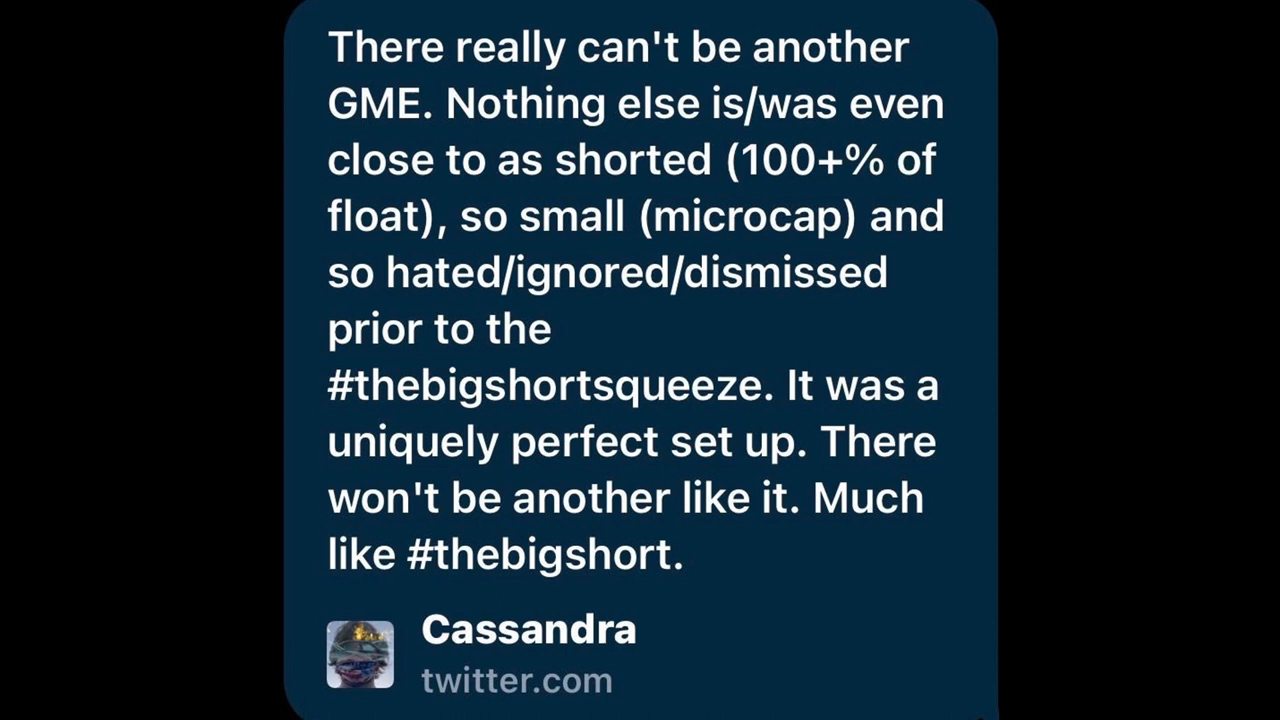 There really can't be another
GME. Nothing else is/was even
close to as shorted (100+% of
float), so small (microcap) and
so hated/ignored/dismissed
prior to the
#thebigshortsqueeze. It was a
uniquely perfect set up. There
won't be another like it. Much
like #thebigshort.
Cassandra
twitter.com